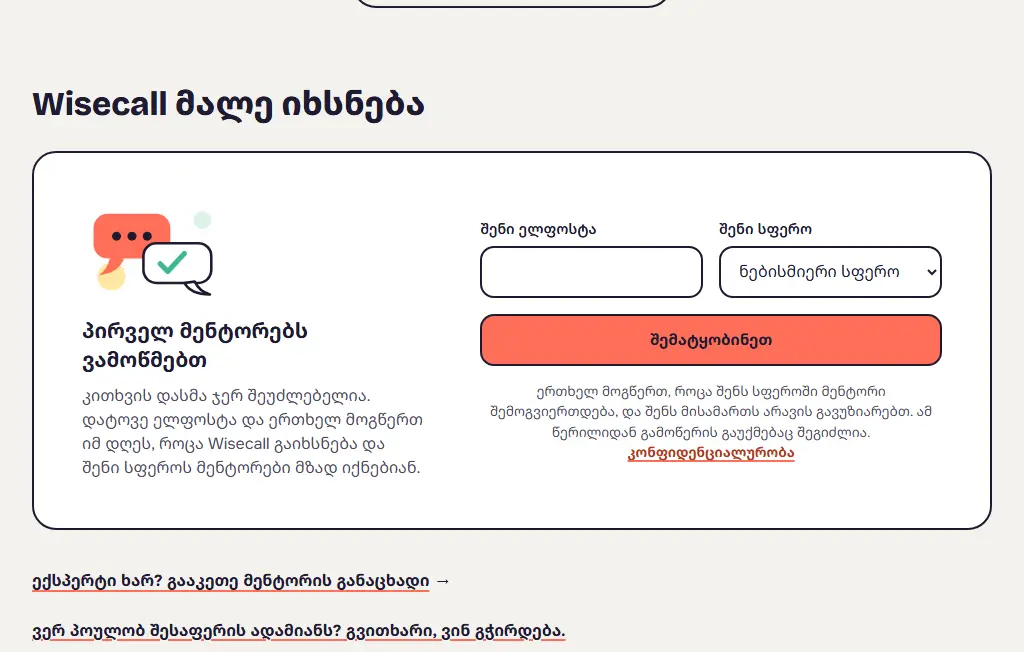 Wisecall მალე იხსნება
პირველ მენტორებს
ვამოწმებთ
კითხვის დასმა ჯერ შეუძლებელია.
დატოვე ელფოსტა და ერთხელ მოგწერთ
იმ დღეს, როცა Wisecall გაიხსნება და
შენი სფეროს მენტორები მზად იქნებიან.
შენი ელფოსტა
შენი სფერო
ნებისმიერი სფერო
შემატყობინეთ
ერთხელ მოგწერთ, როცა შენს სფეროში მენტორი
შემოგვიერთდება, და შენს მისამართს არავის გავუზიარებთ. ამ
წერილიდან გამოწერის გაუქმებაც შეგიძლია.
კონფიდენციალურობა
ექსპერტი ხარ? გააკეთე მენტორის განაცხადი →
ვერ პოულობ შესაფერის ადამიანს? გვითხარი, ვინ გჭირდება.